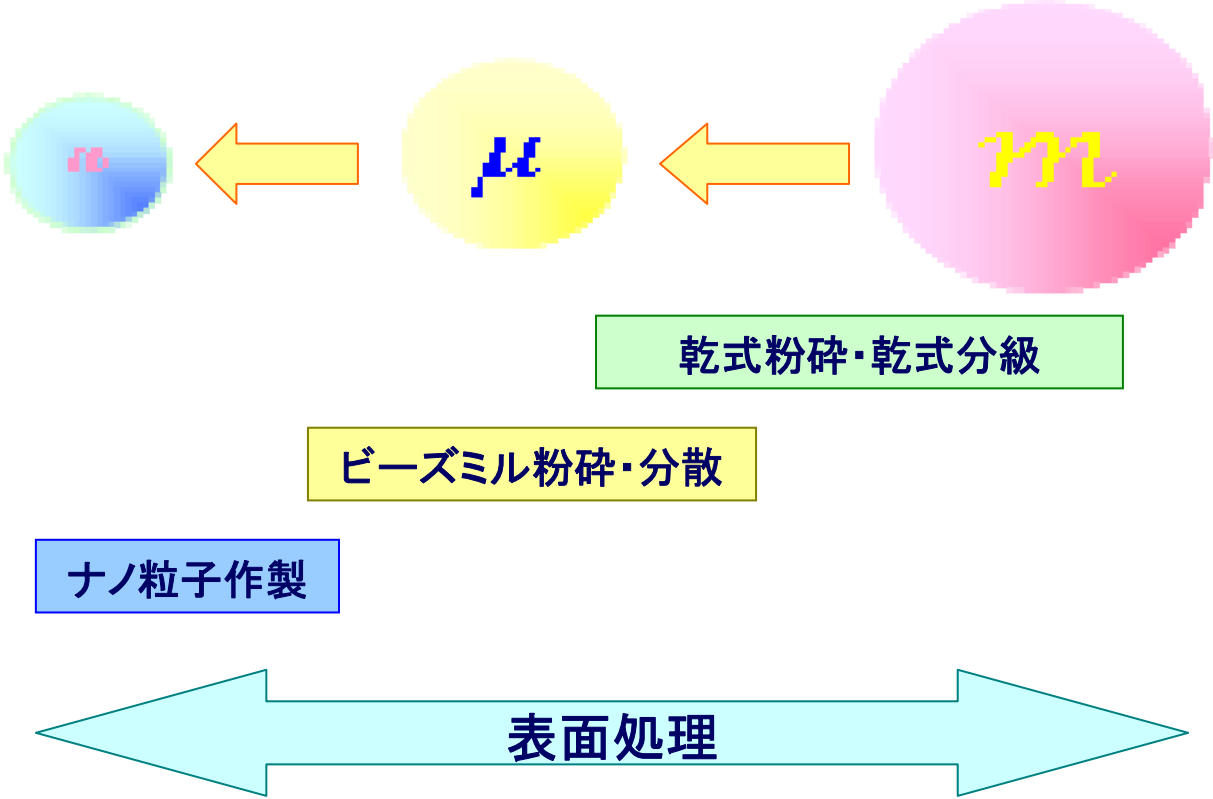 n
μ
m
乾式粉砕・乾式分級
ビーズミル粉砕・分散
ナノ粒子作製
表面処理